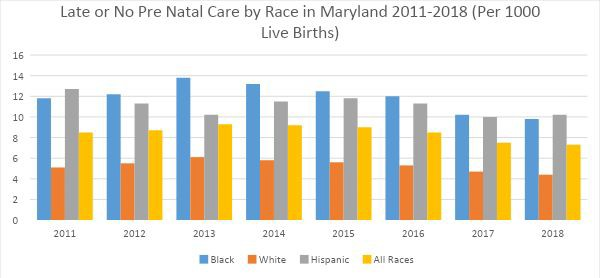 Late or No Pre Natal Care by Race in Maryland 2011-2018 (Per 1000
Live Births)
16
14
12
10
8
6
4
2
0
2011 2012 2013 2014 2015 2016 2017 2018
Black White Hispanic All Races